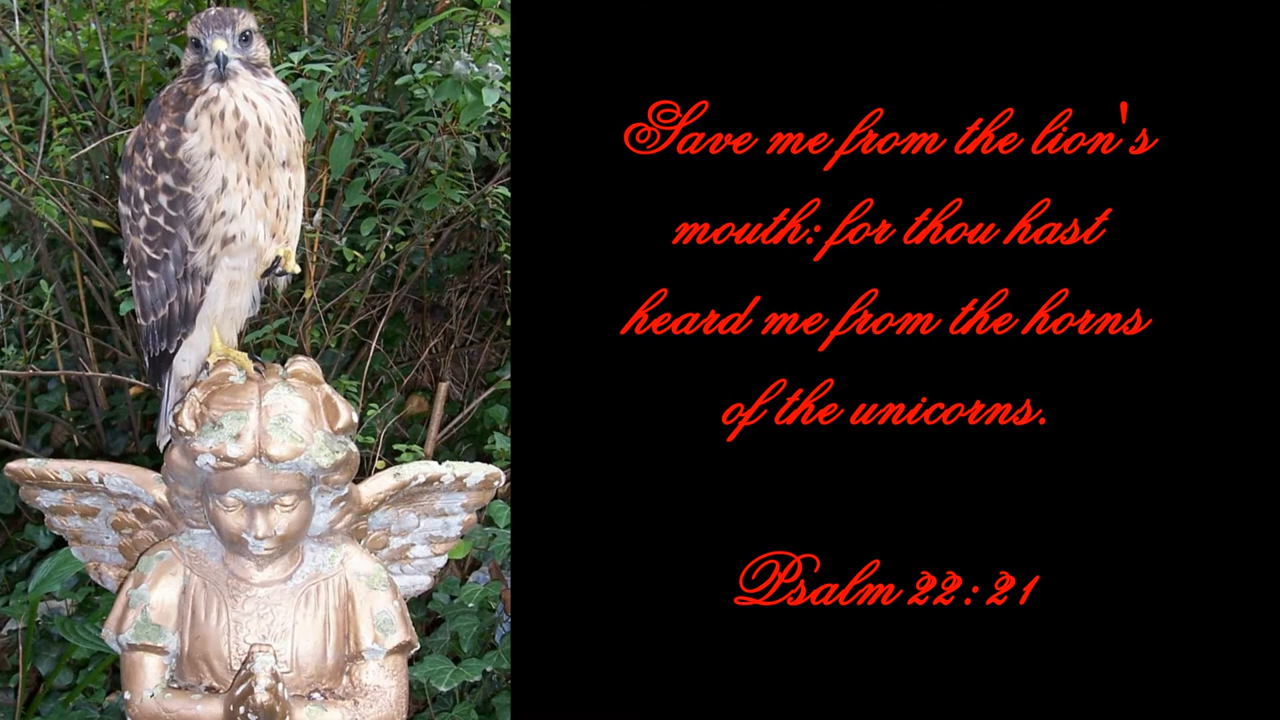 Save me from the lion's
mouth: for thou hast
heard me from the horns
of the unicorns.
Psalm 22:21